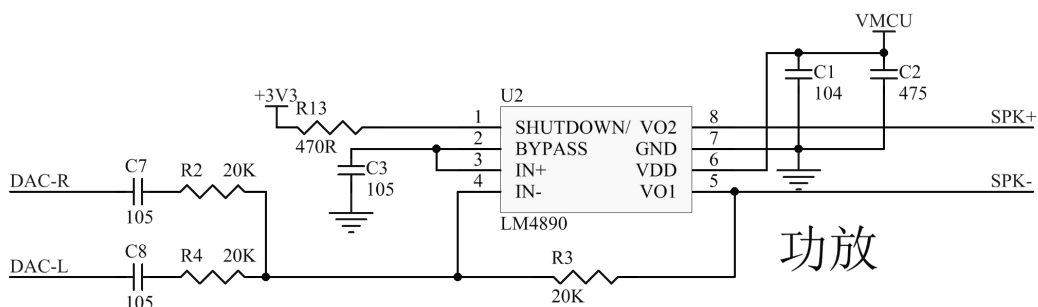 VMCU
C1
104
C2
475
U2
+3V3
R13
470R
1
SHUTDOWN/ VO2
8
SPK+
2
BYPASS GND
7
3
IN+ VDD
6
4
IN- VO1
5
SPK-
C3
105
LM4890
DAC-R
C7
105
R2 20K
DAC-L
C8
105
R4 20K
R3
20K
功放